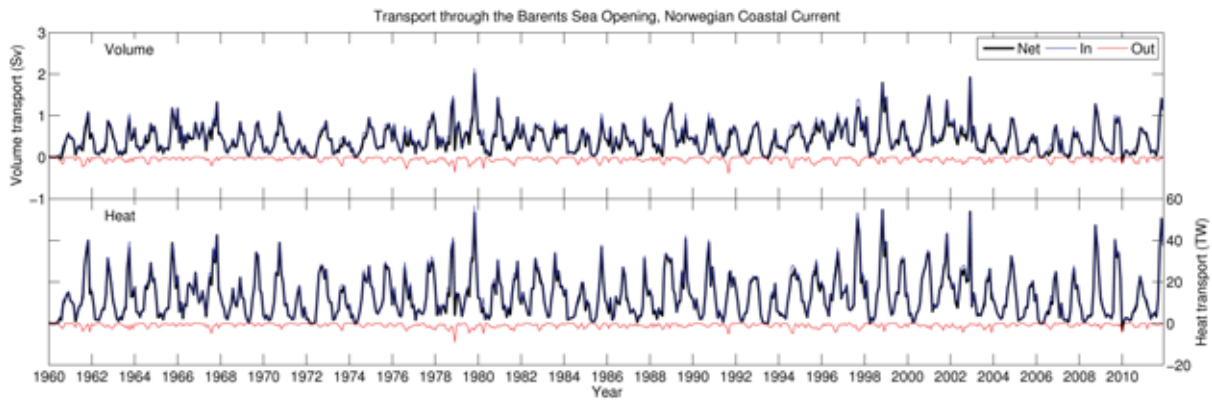 Transport through the Barents Sea Opening, Norwegian Coastal Current
3
Volume
Net In Out
2
1
0
−1
Volume transport (Sv)
Heat
60
40
20
0
−20
Heat transport (TW)
1960 1962 1964 1966 1968 1970 1972 1974 1976 1978 1980 1982 1984 1986 1988 1990 1992 1994 1996 1998 2000 2002 2004 2006 2008 2010
Year